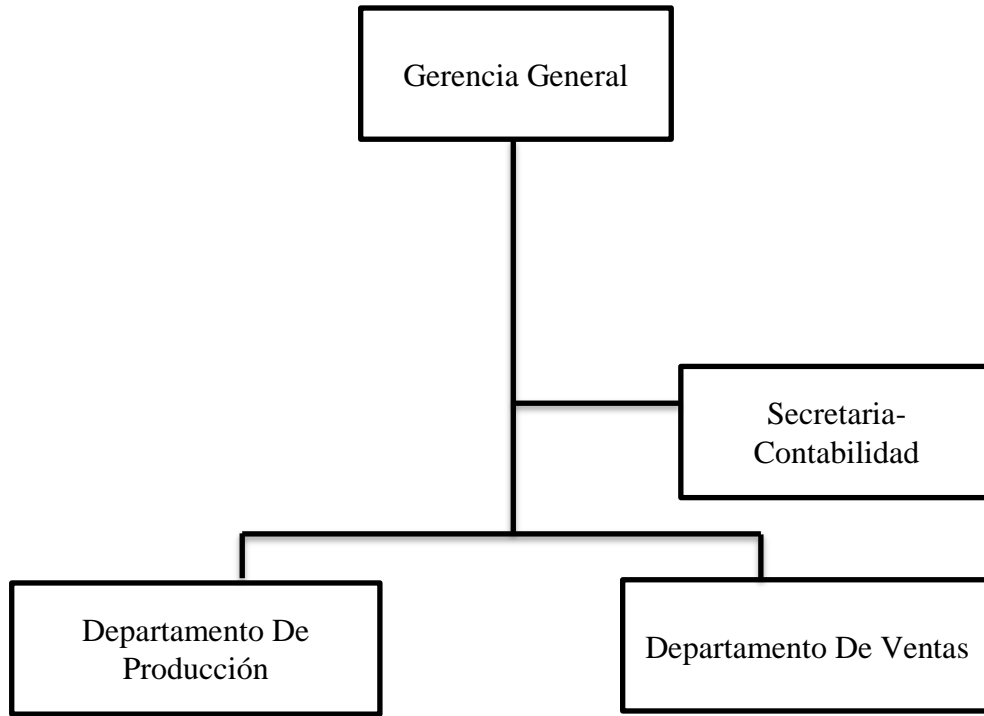 Gerencia General
Secretaria-
Contabilidad
Departamento De
Producción
Departamento De Ventas